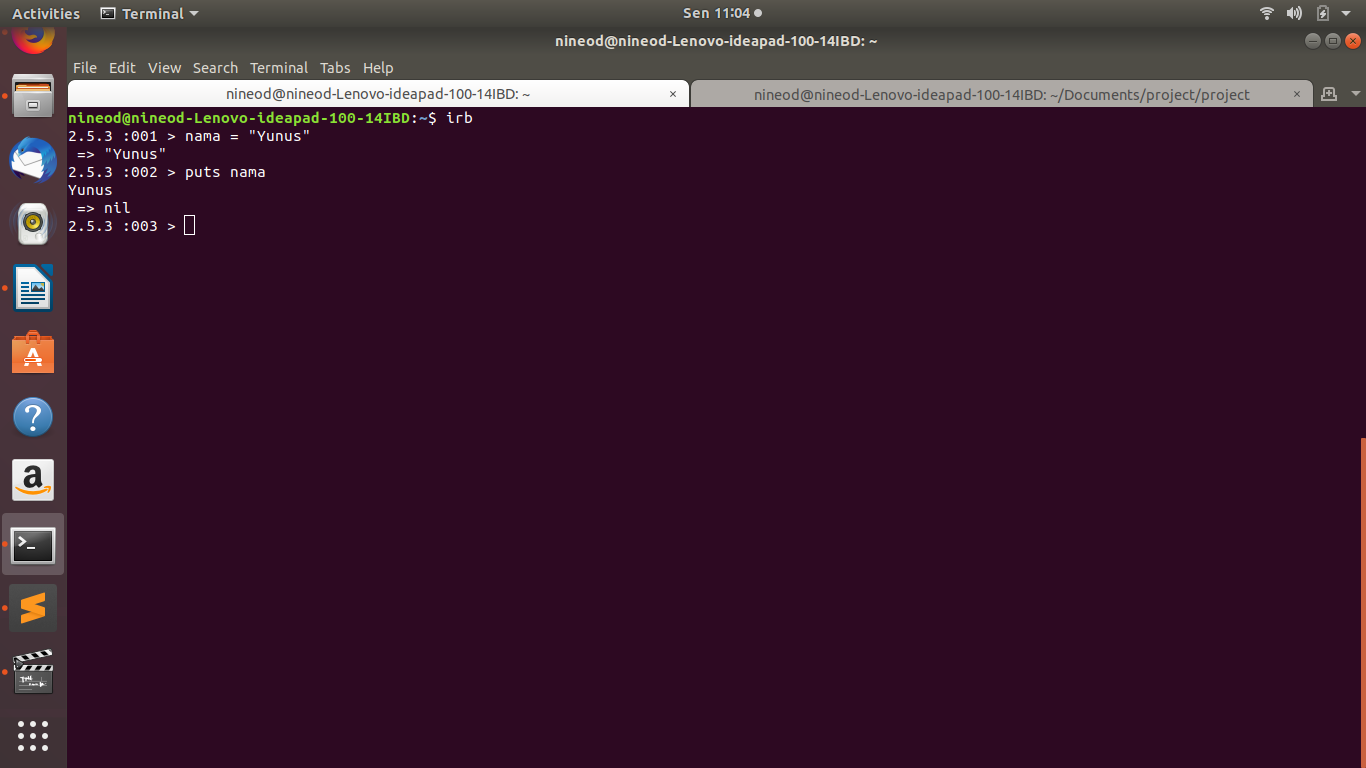 Activities Terminal Sen 11:04
nineod@nineod-Lenovo-ideapad-100-14IBD: ~
File Edit View Search Terminal Tabs Help
nineod@nineod-Lenovo-ideapad-100-14IBD: ~ × nineod@nineod-Lenovo-ideapad-100-14IBD: ~/Documents/project/project ×
nineod@nineod-Lenovo-ideapad-100-14IBD:~$ irb
2.5.3 :001 > nama = "Yunus"
 => "Yunus"
2.5.3 :002 > puts nama
Yunus
 => nil
2.5.3 :003 >